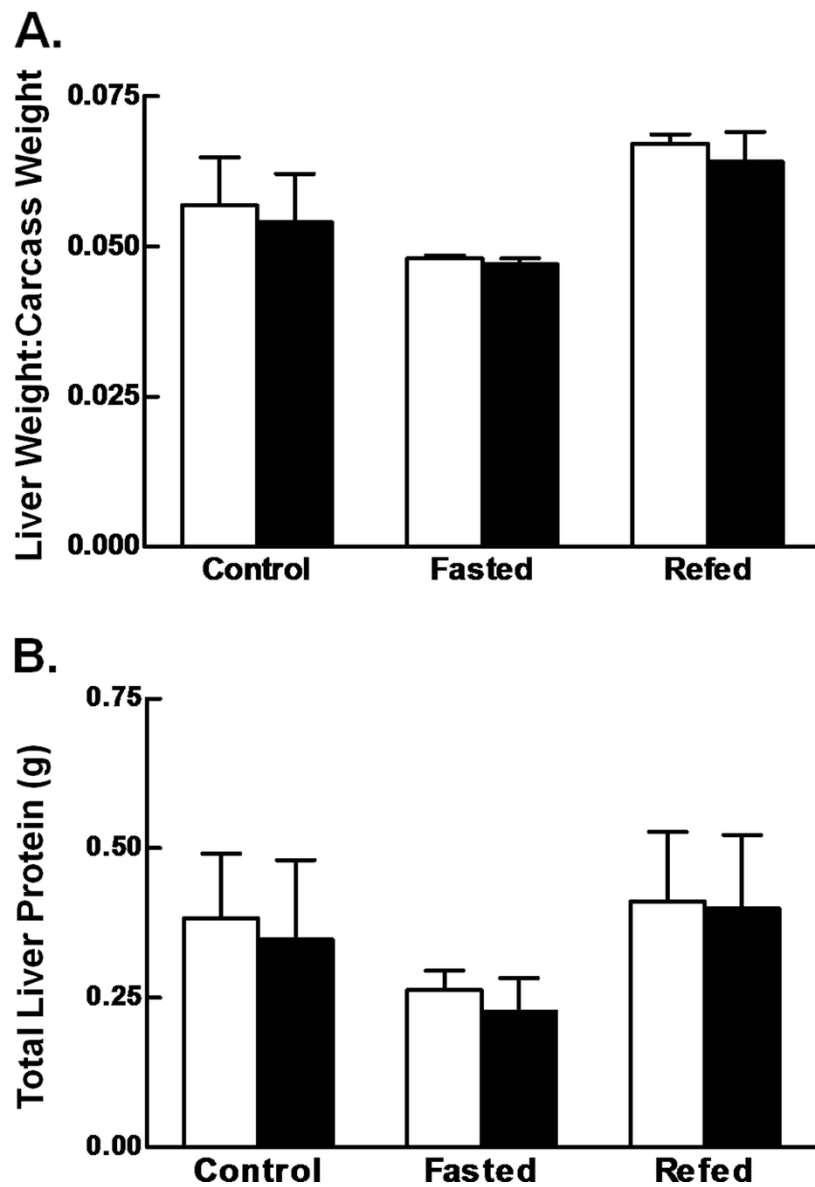 A.
Liver Weight:Carcass Weight
0.075
0.050
0.025
0.000
Control Fasted Refed
B.
Total Liver Protein (g)
0.75
0.50
0.25
0.00
Control Fasted Refed